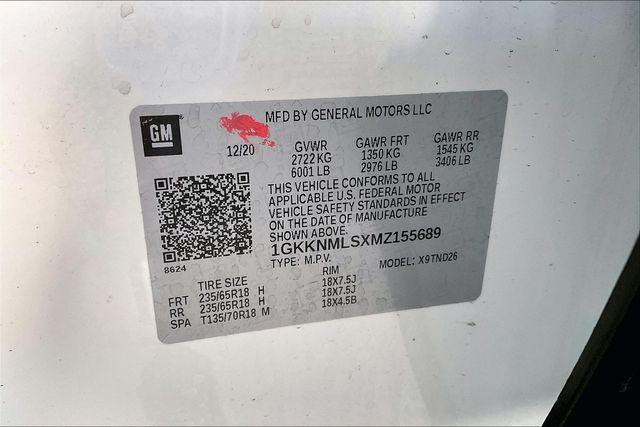 GM
MFD BY GENERAL MOTORS LLC
12/20
GVWR GAWR FRT GAWR RR
2722 KG 1350 KG 1545 KG
6001 LB 2976 LB 3406 LB
THIS VEHICLE CONFORMS TO ALL
APPLICABLE U.S. FEDERAL MOTOR
VEHICLE SAFETY STANDARDS IN EFFECT
ON THE DATE OF MANUFACTURE
SHOWN ABOVE.
1GKKNMLSXMZ155689
TYPE: M.P.V. MODEL: X9TND26
8624
TIRE SIZE RIM
FRT 235/65R18 H 18X7.5J
RR 235/65R18 H 18X7.5J
SPA T135/70R18 M 18X4.5B